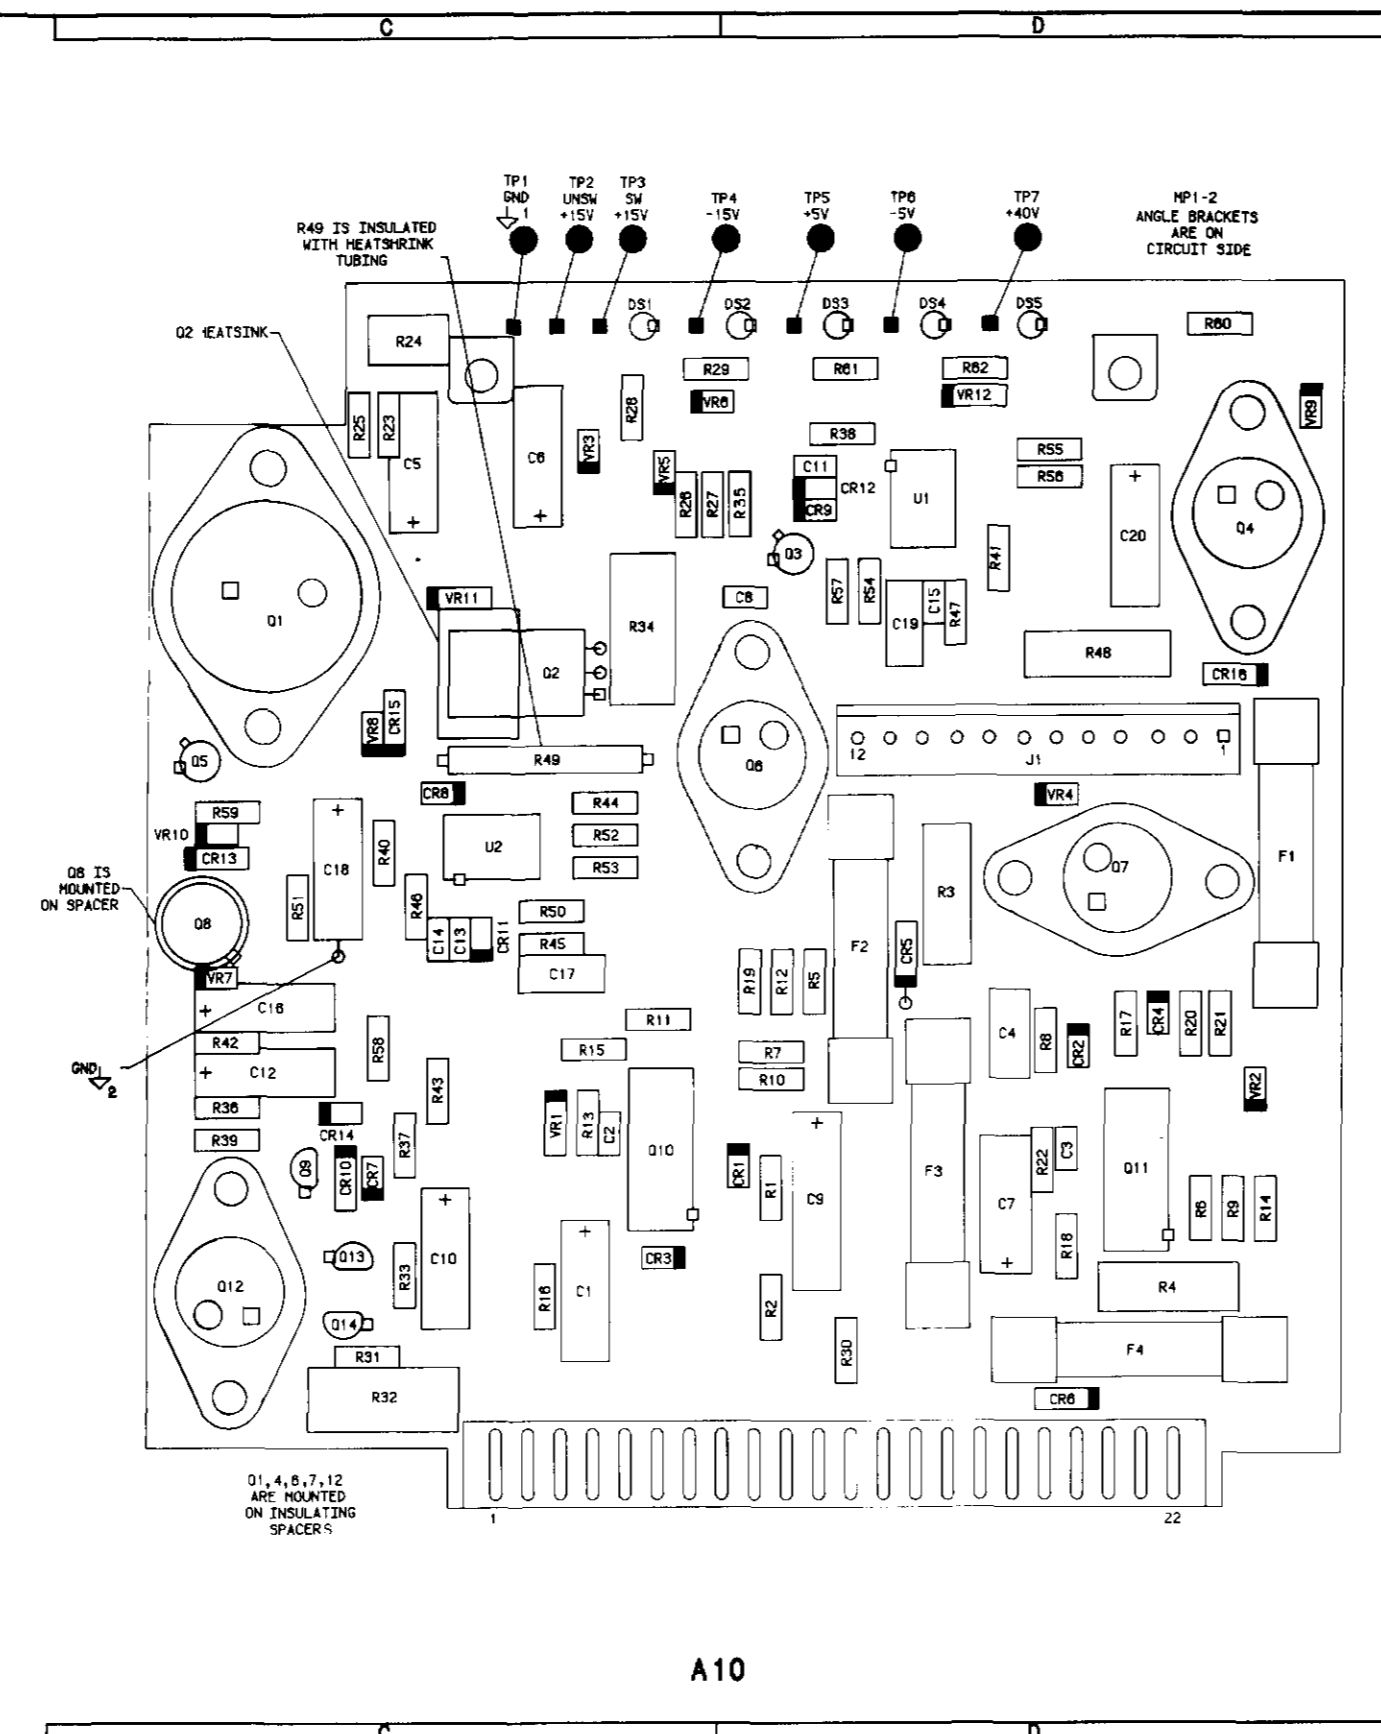 C
D
TP1
GND
1
TP2
UNSW
+15V
TP3
SW
+15V
TP4
-15V
TP5
+5V
TP6
-5V
TP7
+40V
MP1-2
ANGLE BRACKETS
ARE ON
CIRCUIT SIDE
R49 IS INSULATED
WITH HEATSHRINK
TUBING
Q2 HEATSINK
DS1
DS2
DS3
DS4
DS5
R60
R24
R29
R61
R62
VR6
VR12
VR9
R25
R23
C5
C6
VR3
R28
VR5
R38
R55
R56
C11
CR12
CR9
U1
R26
R27
R35
Q3
C20
Q4
R41
R57
R54
C19
C15
R47
C8
R34
VR11
Q1
Q2
R48
CR16
VR8
CR15
Q5
R49
Q6
12
J1
1
CR8
VR4
R59
VR10
CR13
R44
R52
R53
U2
C18
R40
R3
Q7
F1
Q8 IS
MOUNTED
ON SPACER
Q8
R51
R46
C14
C13
CR11
R50
R45
C17
F2
CR5
R19
R12
R5
VR7
C16
R42
C12
R36
R39
GND
2
R58
R43
R11
R15
R7
R10
C4
R8
CR2
R17
CR4
R20
R21
VR2
CR14
R37
VR1
R13
C2
Q10
CR1
R1
C9
F3
R22
C3
C7
Q11
R6
R9
R14
Q9
CR10
CR7
Q13
R33
C10
CR3
R18
Q12
Q14
R16
C1
R2
R30
R4
F4
R31
R32
CR6
Q1,4,6,7,12
ARE MOUNTED
ON INSULATING
SPACERS
1
22
A10
C
D